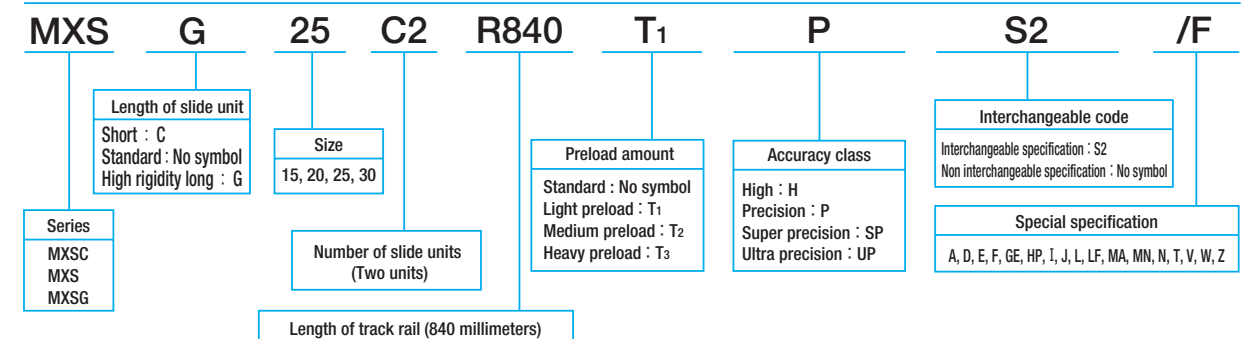 MXS G 25 C2 R840 T1 P S2 /F
Length of slide unit
Short : C
Standard : No symbol
High rigidity long : G
Size
15, 20, 25, 30
Series
MXSC
MXS
MXSG
Number of slide units
(Two units)
Length of track rail (840 millimeters)
Preload amount
Standard : No symbol
Light preload : T1
Medium preload : T2
Heavy preload : T3
Accuracy class
High : H
Precision : P
Super precision : SP
Ultra precision : UP
Interchangeable code
Interchangeable specification : S2
Non interchangeable specification : No symbol
Special specification
A, D, E, F, GE, HP, I, J, L, LF, MA, MN, N, T, V, W, Z